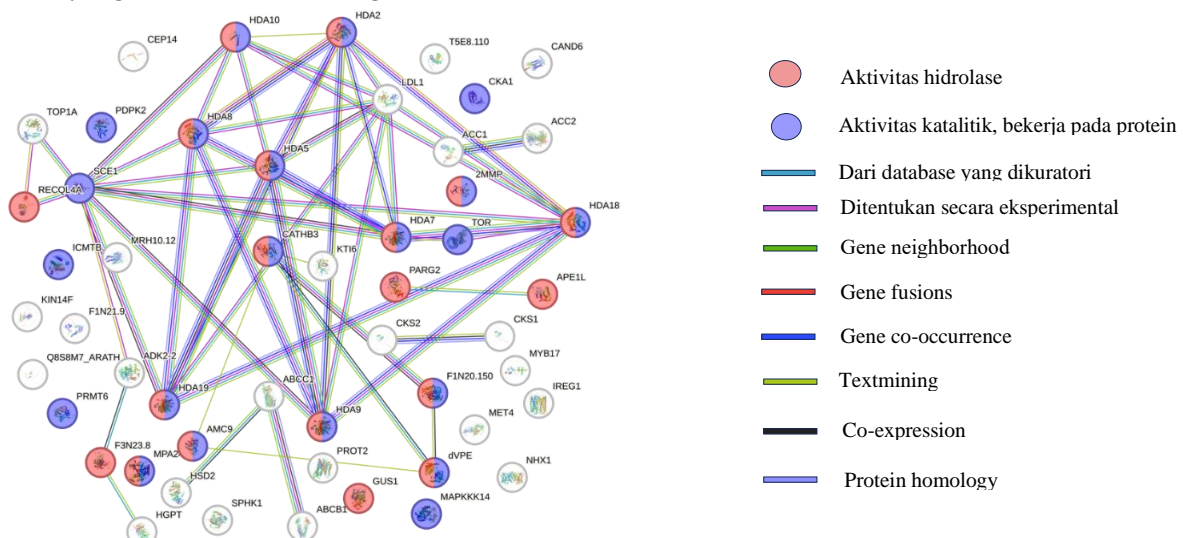 HDA10
HDA2
CEP14
T5E8.110
CAND6
LDL1
CKA1
TOP1A
PDPK2
HDA8
ACC1
ACC2
HDA5
2MMP
SCE1
RECQL4A
HDA18
HDA7
TOR
CATHB3
KTI6
ICMTB
MRH10.12
PARG2
APE1L
KIN14F
F1N21.9
CKS2
CKS1
Q8S8M7_ARATH
ADK2-2
MYB17
HDA19
ABCC1
F1N20.150
IREG1
PRMT6
HDA9
MET4
AMC9
F3N23.8
MPA2
PROT2
dVPE
NHX1
HSD2
GUS1
MAPKKK14
HGPT
SPHK1
ABCB1
Aktivitas hidrolase
Aktivitas katalitik, bekerja pada protein
Dari database yang dikuratori
Ditentukan secara eksperimental
Gene neighborhood
Gene fusions
Gene co-occurrence
Textmining
Co-expression
Protein homology